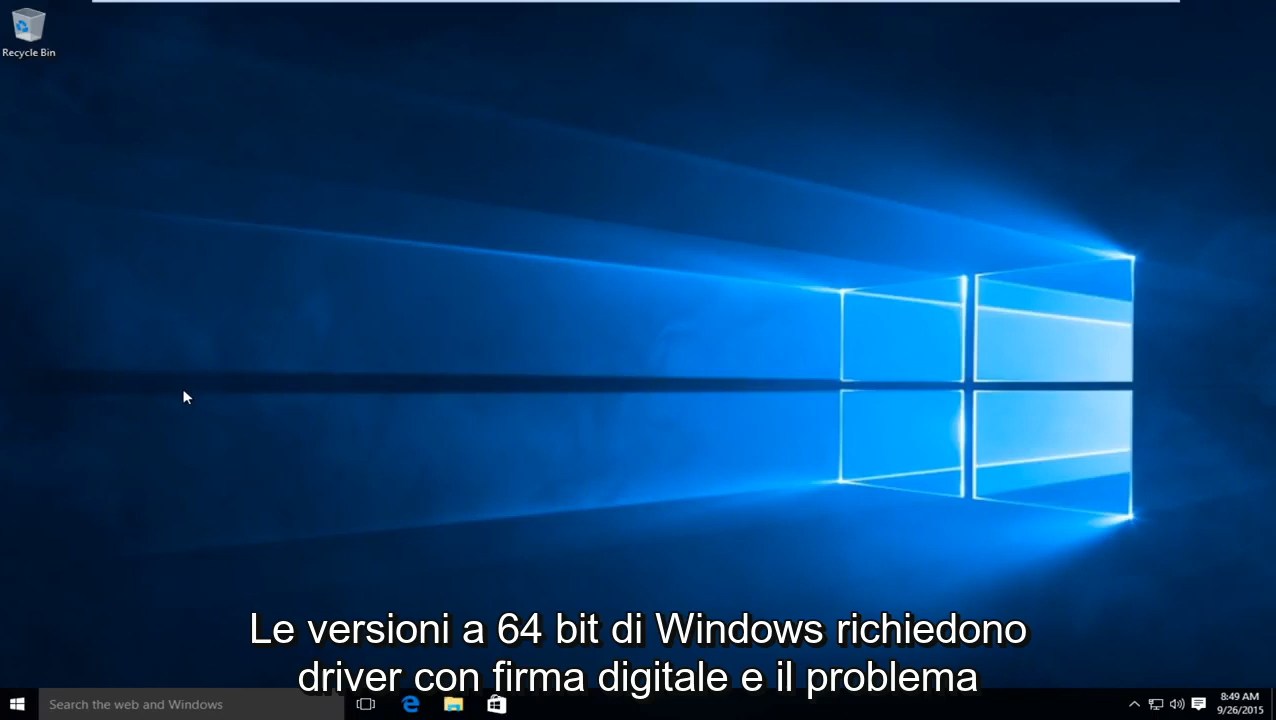 Recycle Bin
Le versioni a 64 bit di Windows richiedono
driver con firma digitale e il problema
Search the web and Windows
8:49 AM
9/26/2015